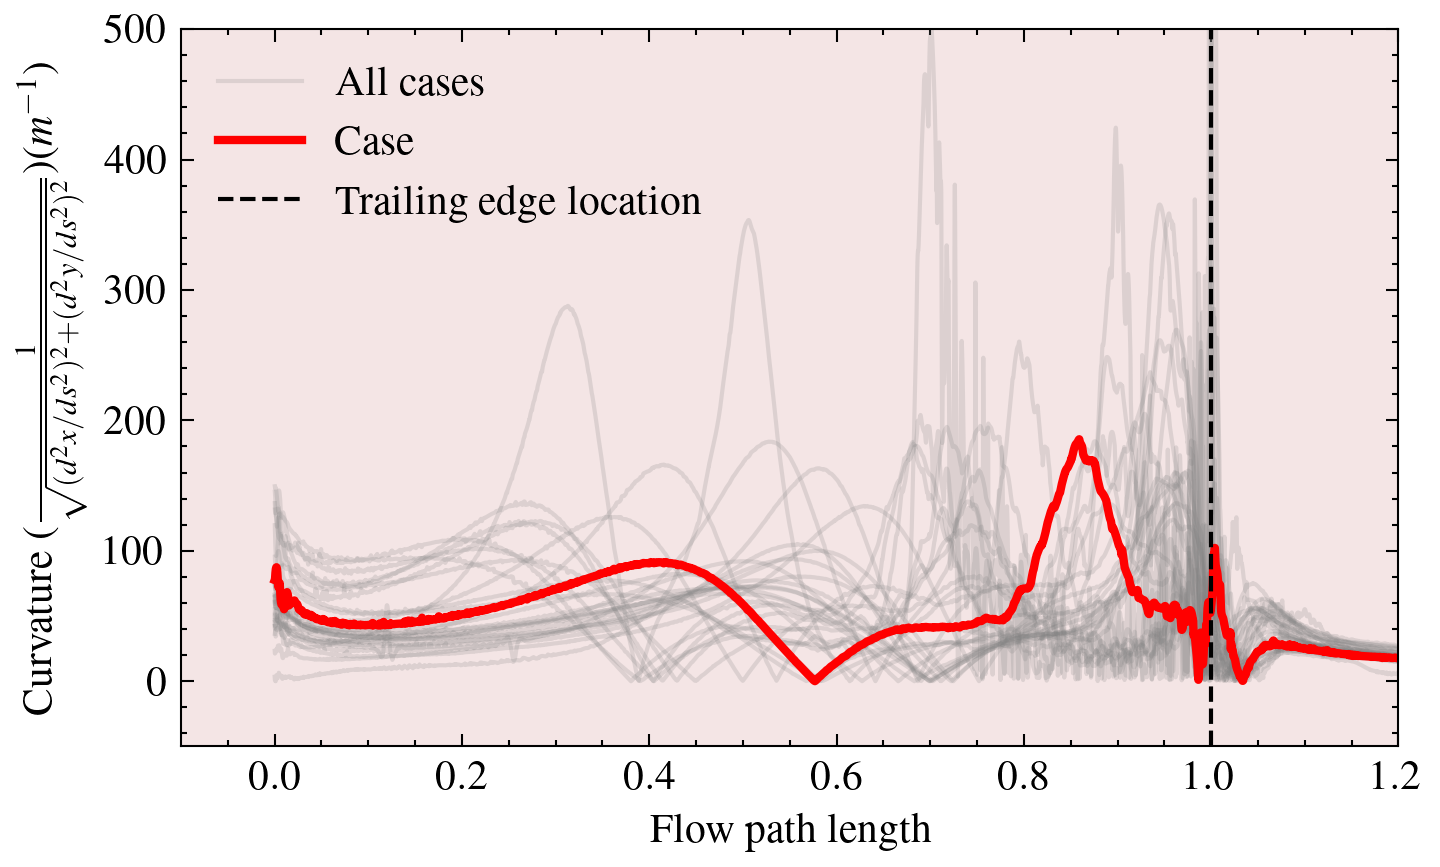 500
400
300
200
100
0
Curvature ( 1 / √(d²x/ds²)²+(d²y/ds²)² )(m⁻¹)
All cases
Case
Trailing edge location
0.0 0.2 0.4 0.6 0.8 1.0 1.2
Flow path length